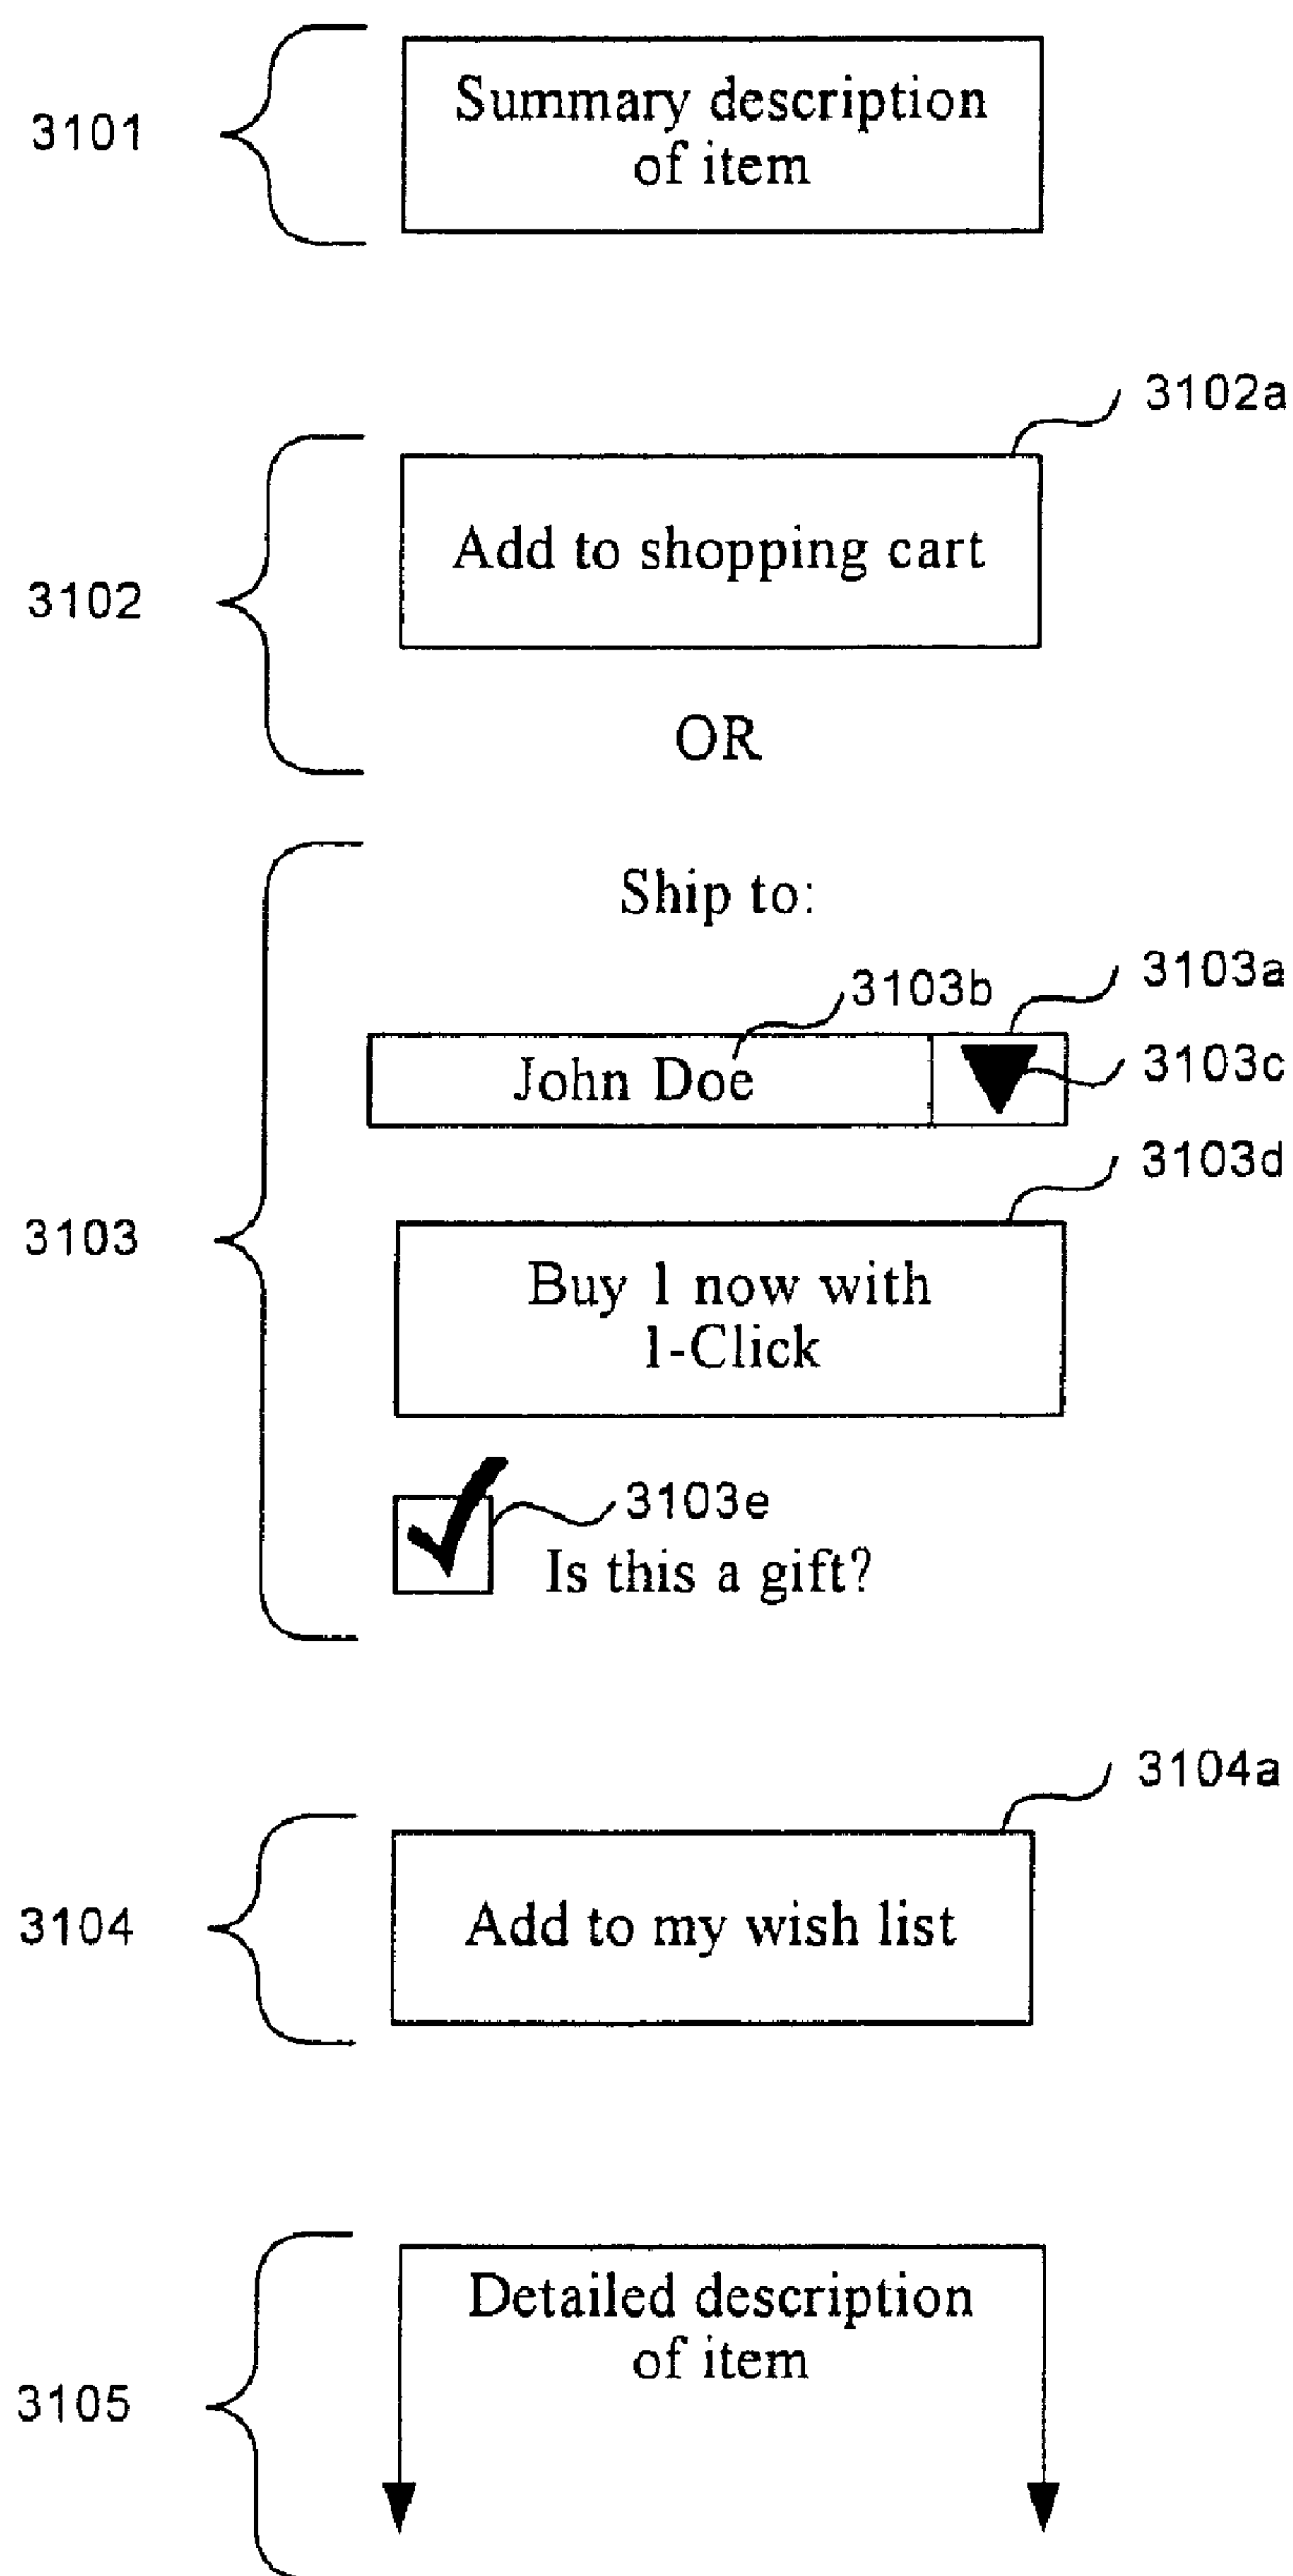 3101
Summary description
of item
3102a
3102
Add to shopping cart
OR
3103
Ship to:
3103b
3103a
John Doe
3103c
3103d
Buy 1 now with
1-Click
3103e
Is this a gift?
3104a
3104
Add to my wish list
3105
Detailed description
of item